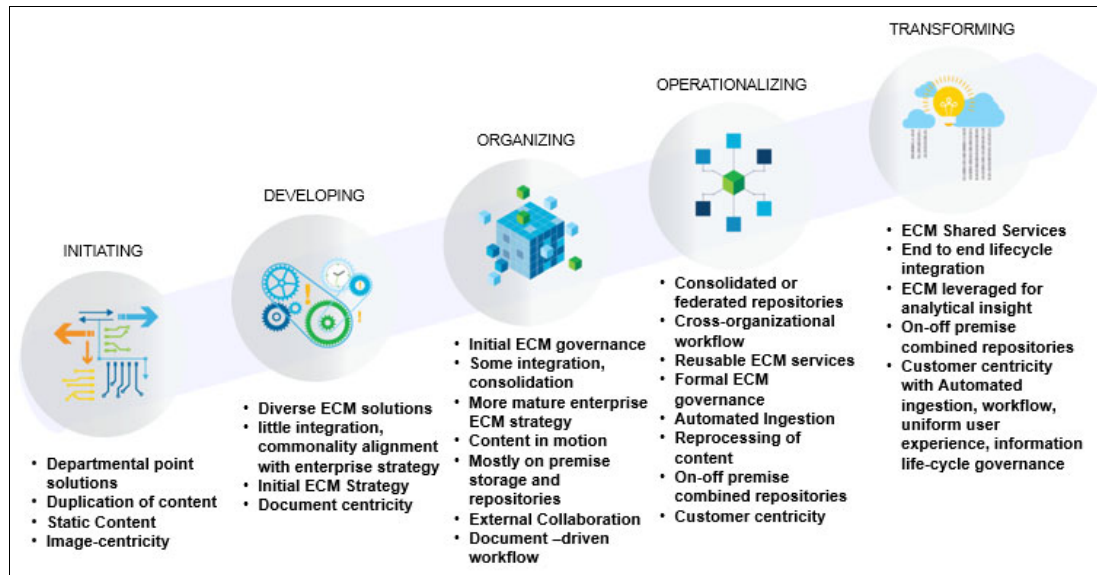 INITIATING
• Departmental point
solutions
• Duplication of content
• Static Content
• Image-centricity
DEVELOPING
• Diverse ECM solutions
• little integration,
commonality alignment
with enterprise strategy
• Initial ECM Strategy
• Document centricity
ORGANIZING
• Initial ECM governance
• Some integration,
consolidation
• More mature enterprise
ECM strategy
• Content in motion
• Mostly on premise
storage and
repositories
• External Collaboration
• Document –driven
workflow
OPERATIONALIZING
• Consolidated or
federated repositories
• Cross-organizational
workflow
• Reusable ECM services
• Formal ECM
governance
• Automated Ingestion
• Reprocessing of
content
• On-off premise
combined repositories
• Customer centricity
TRANSFORMING
• ECM Shared Services
• End to end lifecycle
integration
• ECM leveraged for
analytical insight
• On-off premise
combined repositories
• Customer centricity
with Automated
ingestion, workflow,
uniform user
experience, information
life-cycle governance